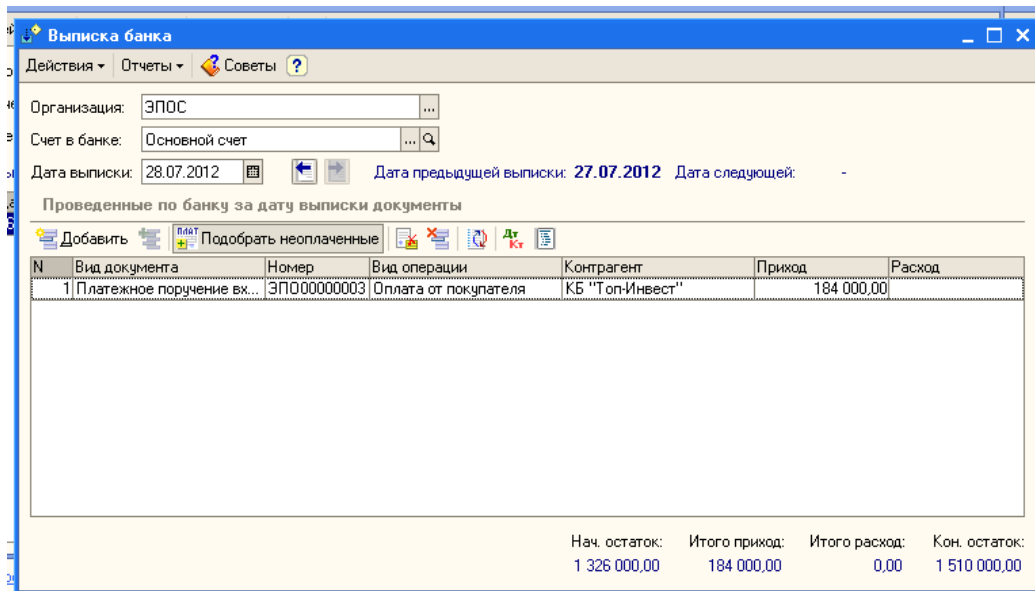 Выписка банка
Действия Отчеты Советы ?
Организация: ЭПОС ...
Счет в банке: Основной счет ...
Дата выписки: 28.07.2012 Дата предыдущей выписки: 27.07.2012 Дата следующей: -
Проведенные по банку за дату выписки документы
Добавить Подобрать неоплаченные Дт Кт
N Вид документа Номер Вид операции Контрагент Приход Расход
1 Платежное поручение вх... ЭПО00000003 Оплата от покупателя КБ "Топ-Инвест" 184 000,00
Нач. остаток: Итого приход: Итого расход: Кон. остаток:
1 326 000,00 184 000,00 0,00 1 510 000,00